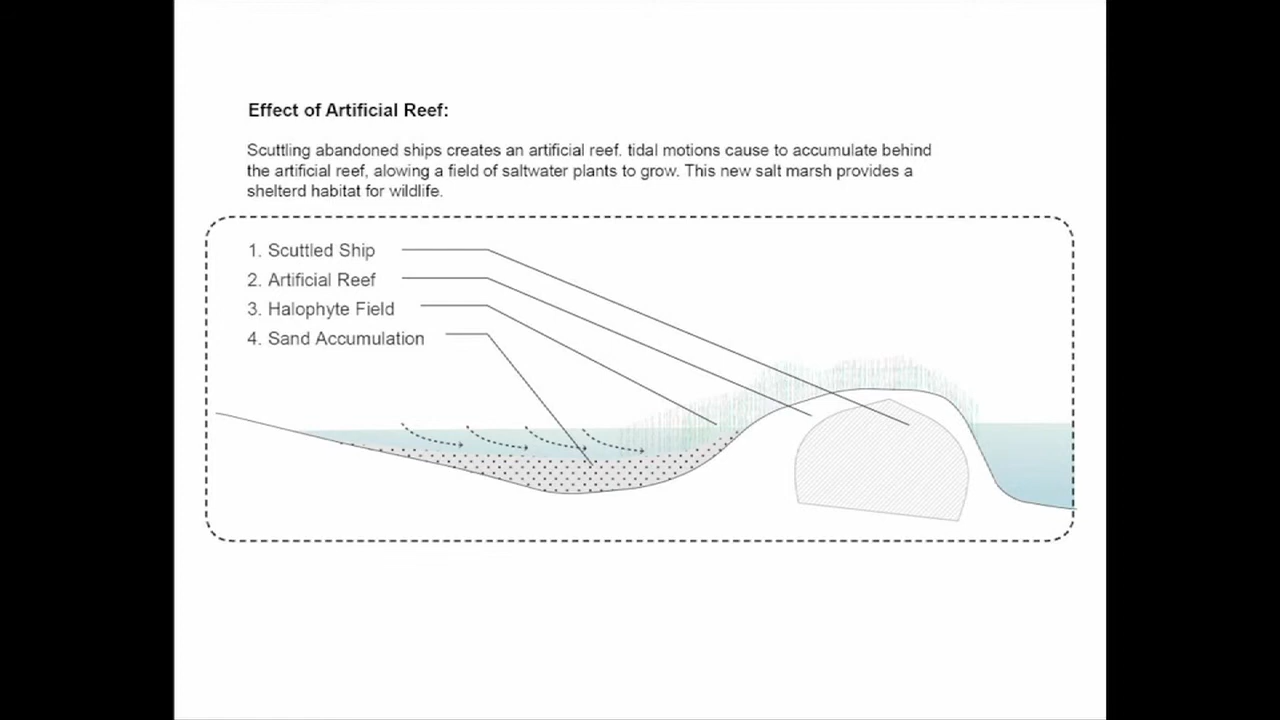 Effect of Artificial Reef:
Scuttling abandoned ships creates an artificial reef. tidal motions cause to accumulate behind
the artificial reef, alowing a field of saltwater plants to grow. This new salt marsh provides a
shelterd habitat for wildlife.
1. Scuttled Ship
2. Artificial Reef
3. Halophyte Field
4. Sand Accumulation